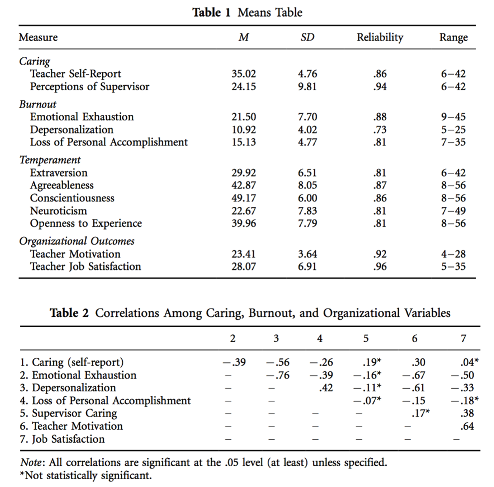 Table 1 Means Table
Measure M SD Reliability Range
Caring
Teacher Self-Report 35.02 4.76 .86 6–42
Perceptions of Supervisor 24.15 9.81 .94 6–42
Burnout
Emotional Exhaustion 21.50 7.70 .88 9–45
Depersonalization 10.92 4.02 .73 5–25
Loss of Personal Accomplishment 15.13 4.77 .81 7–35
Temperament
Extraversion 29.92 6.51 .81 6–42
Agreeableness 42.87 8.05 .87 8–56
Conscientiousness 49.17 6.00 .86 8–56
Neuroticism 22.67 7.83 .81 7–49
Openness to Experience 39.96 7.79 .81 8–56
Organizational Outcomes
Teacher Motivation 23.41 3.64 .92 4–28
Teacher Job Satisfaction 28.07 6.91 .96 5–35
Table 2 Correlations Among Caring, Burnout, and Organizational Variables
2 3 4 5 6 7
1. Caring (self-report) –.39 –.56 –.26 .19* .30 .04*
2. Emotional Exhaustion – –.76 –.39 –.16* –.67 –.50
3. Depersonalization – – .42 –.11* –.61 –.33
4. Loss of Personal Accomplishment – – – –.07* –.15 –.18*
5. Supervisor Caring – – – – .17* .38
6. Teacher Motivation – – – – – .64
7. Job Satisfaction – – – – – –
Note: All correlations are significant at the .05 level (at least) unless specified.
*Not statistically significant.